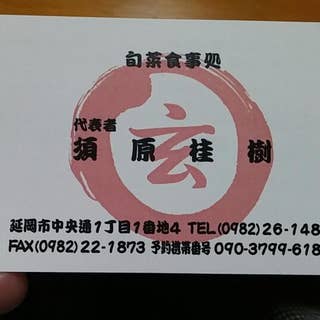 旬菜食事処
玄
代表者
須原桂樹
延岡市中央通1丁目1番地4 TEL(0982)26-148
FAX(0982)22-1873 予約携帯番号 090-3799-618